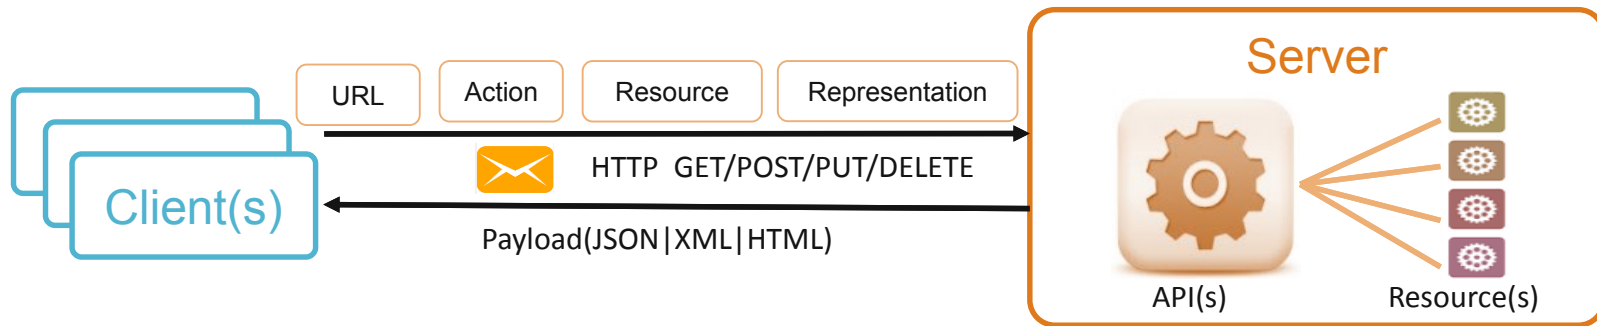 Server
URL
Action
Resource
Representation
HTTP GET/POST/PUT/DELETE
Client(s)
Payload(JSON|XML|HTML)
API(s)
Resource(s)